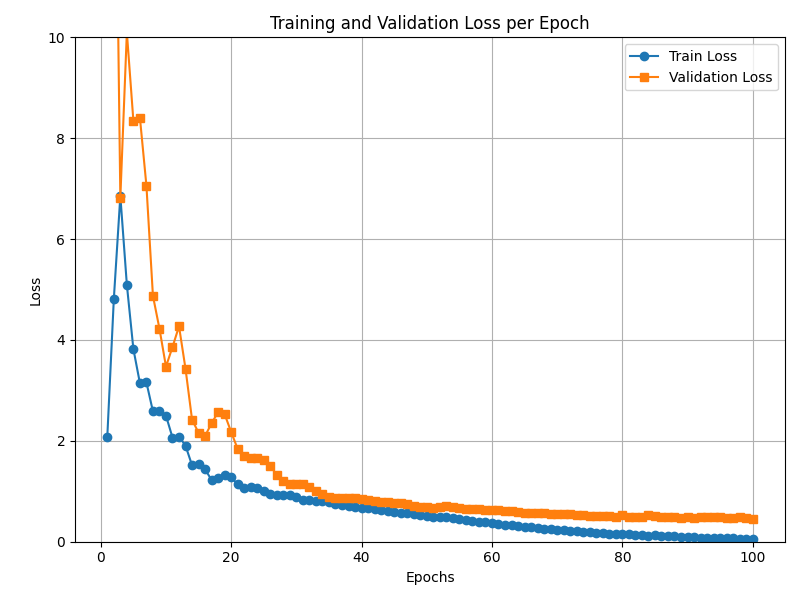 Training and Validation Loss per Epoch
Train Loss
Validation Loss
Loss
10
8
6
4
2
0
0 20 40 60 80 100
Epochs